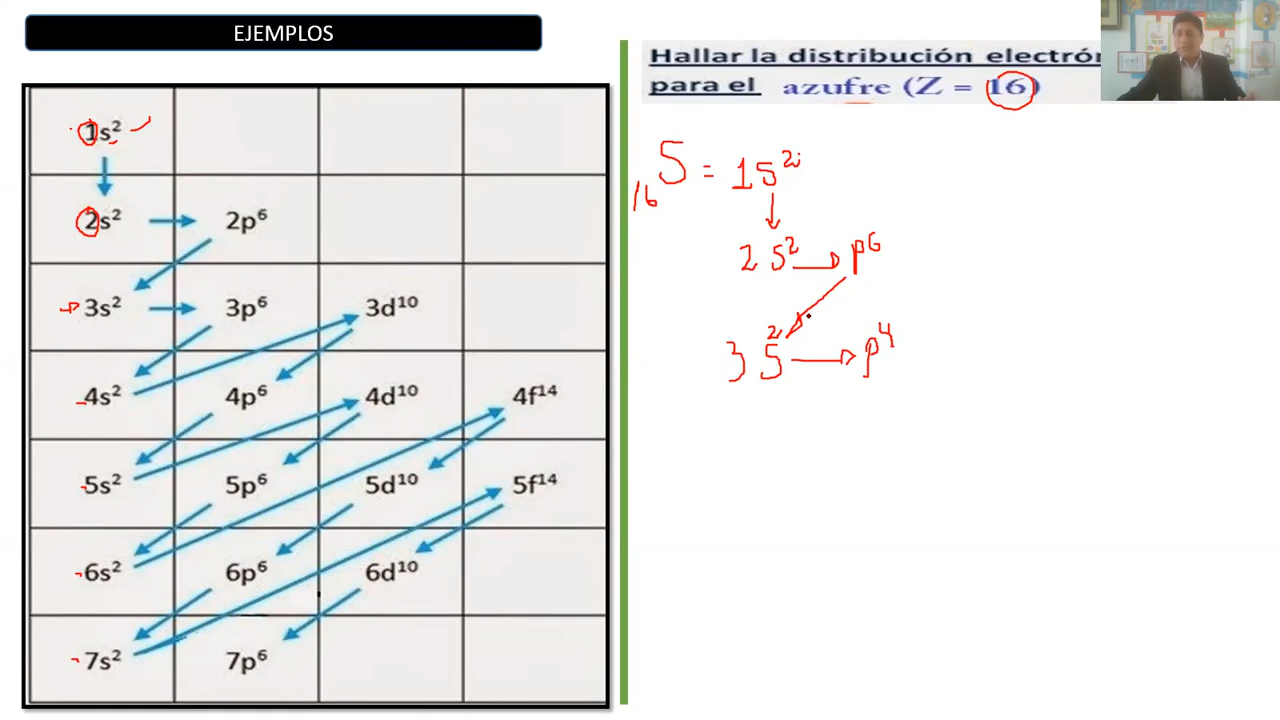 EJEMPLOS
1s²
2s² 2p⁶
3s² 3p⁶ 3d¹⁰
4s² 4p⁶ 4d¹⁰ 4f¹⁴
5s² 5p⁶ 5d¹⁰ 5f¹⁴
6s² 6p⁶ 6d¹⁰
7s² 7p⁶
Hallar la distribución electrón
para el azufre (Z = 16)
₁₆S = 1s²
2s² p⁶
3s² p⁴